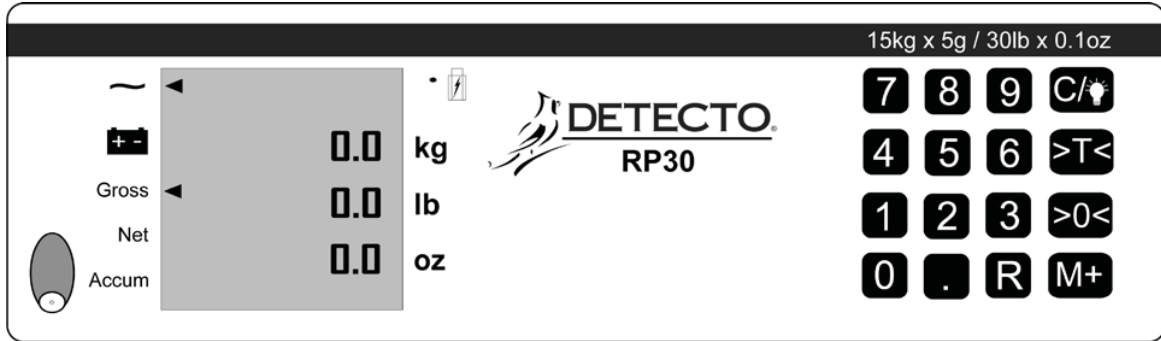 15kg x 5g / 30lb x 0.1oz
7 8 9 C/
+ -
0.0 kg
DETECTO®
RP30
4 5 6 >T<
Gross
0.0 lb
1 2 3 >0<
Net
0.0 oz
Accum
0 . R M+